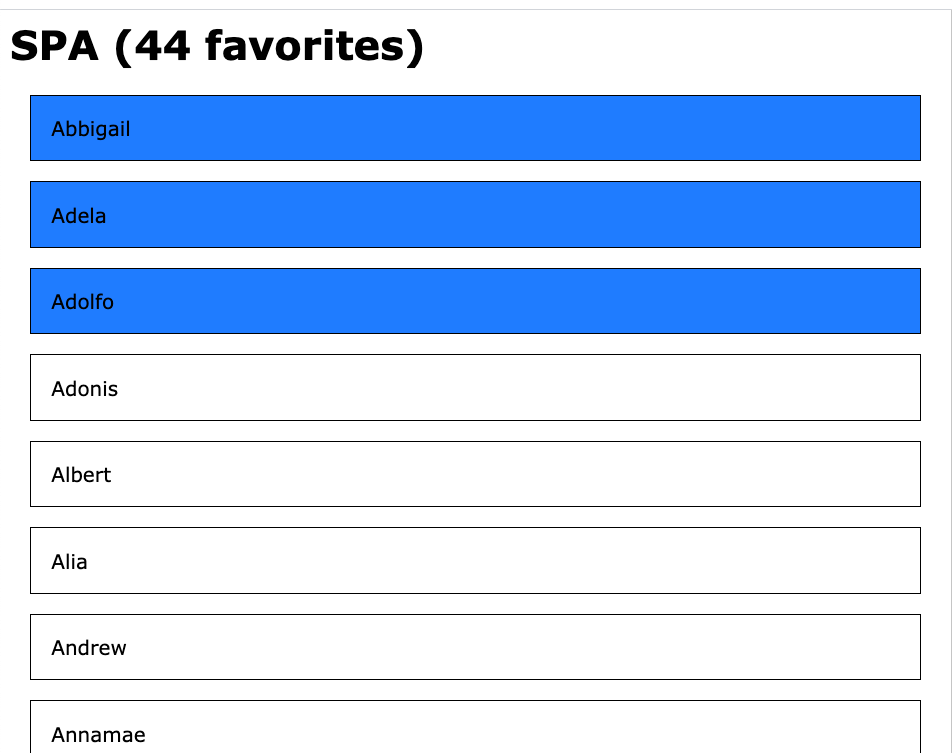 SPA (44 favorites)
Abbigail
Adela
Adolfo
Adonis
Albert
Alia
Andrew
Annamae